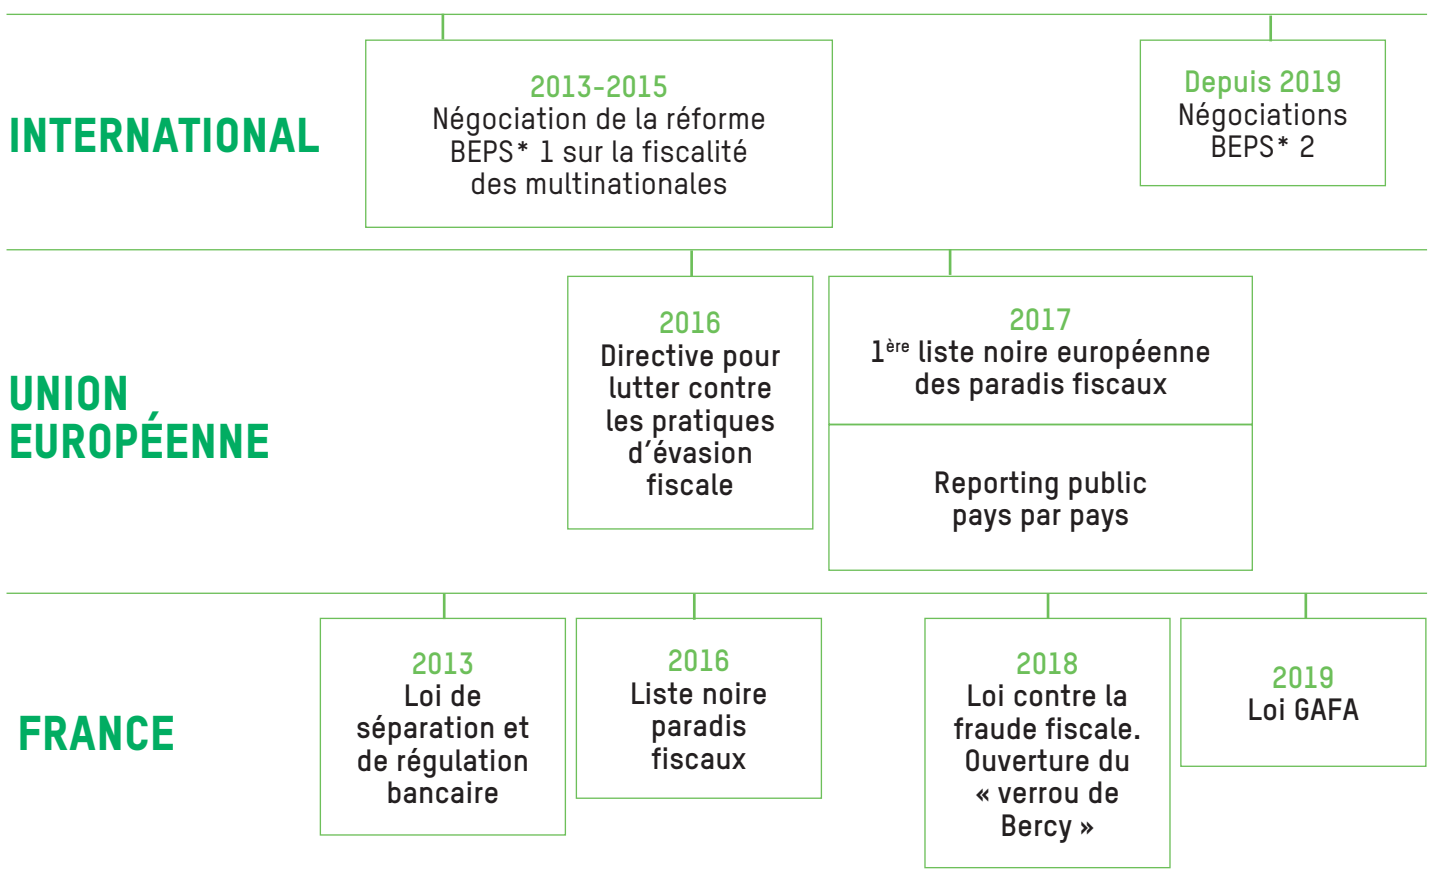 INTERNATIONAL
2013-2015
Négociation de la réforme
BEPS* 1 sur la fiscalité
des multinationales
Depuis 2019
Négociations
BEPS* 2
UNION
EUROPÉENNE
2016
Directive pour
lutter contre
les pratiques
d’évasion
fiscale
2017
1ère liste noire européenne
des paradis fiscaux
Reporting public
pays par pays
FRANCE
2013
Loi de
séparation et
de régulation
bancaire
2016
Liste noire
paradis
fiscaux
2018
Loi contre la
fraude fiscale.
Ouverture du
« verrou de
Bercy »
2019
Loi GAFA